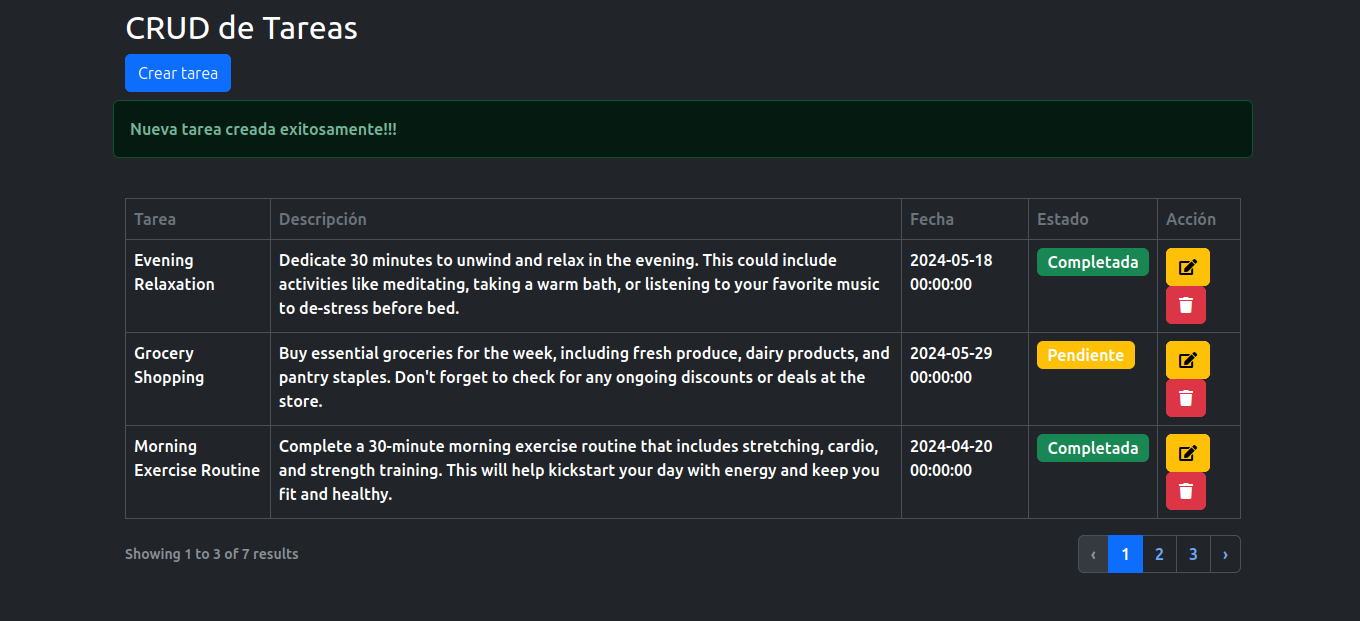 CRUD de Tareas
Crear tarea
Nueva tarea creada exitosamente!!!
Tarea Descripción Fecha Estado Acción
Evening Relaxation
Dedicate 30 minutes to unwind and relax in the evening. This could include
activities like meditating, taking a warm bath, or listening to your favorite music
to de-stress before bed.
2024-05-18
00:00:00
Completada
Grocery
Shopping
Buy essential groceries for the week, including fresh produce, dairy products, and
pantry staples. Don't forget to check for any ongoing discounts or deals at the
store.
2024-05-29
00:00:00
Pendiente
Morning
Exercise Routine
Complete a 30-minute morning exercise routine that includes stretching, cardio,
and strength training. This will help kickstart your day with energy and keep you
fit and healthy.
2024-04-20
00:00:00
Completada
Showing 1 to 3 of 7 results
‹ 1 2 3 ›